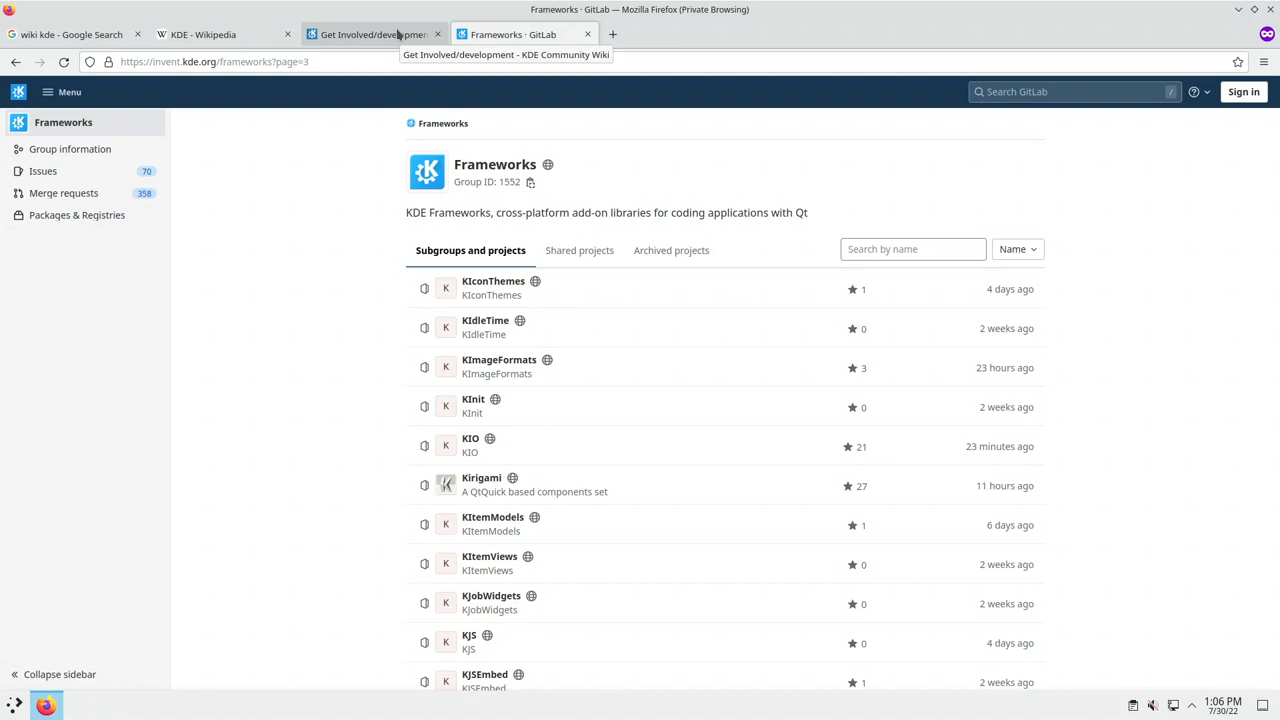 Frameworks · GitLab — Mozilla Firefox (Private Browsing)
wiki kde - Google Search
KDE - Wikipedia
Get Involved/developmen
Frameworks · GitLab
Get Involved/development - KDE Community Wiki
https://invent.kde.org/frameworks?page=3
Menu
Search GitLab
/
Sign in
Frameworks
Group information
Issues 70
Merge requests 358
Packages & Registries
Frameworks
Frameworks
Group ID: 1552
KDE Frameworks, cross-platform add-on libraries for coding applications with Qt
Subgroups and projects
Shared projects
Archived projects
Search by name
Name
K KIconThemes 1 4 days ago
KIconThemes
K KIdleTime 0 2 weeks ago
KIdleTime
K KImageFormats 3 23 hours ago
KImageFormats
K KInit 0 2 weeks ago
KInit
K KIO 21 23 minutes ago
KIO
Kirigami 27 11 hours ago
A QtQuick based components set
K KItemModels 1 6 days ago
KItemModels
K KItemViews 0 2 weeks ago
KItemViews
K KJobWidgets 0 2 weeks ago
KJobWidgets
K KJS 0 4 days ago
KJS
K KJSEmbed 1 2 weeks ago
KJSEmbed
Collapse sidebar
1:06 PM
7/30/22